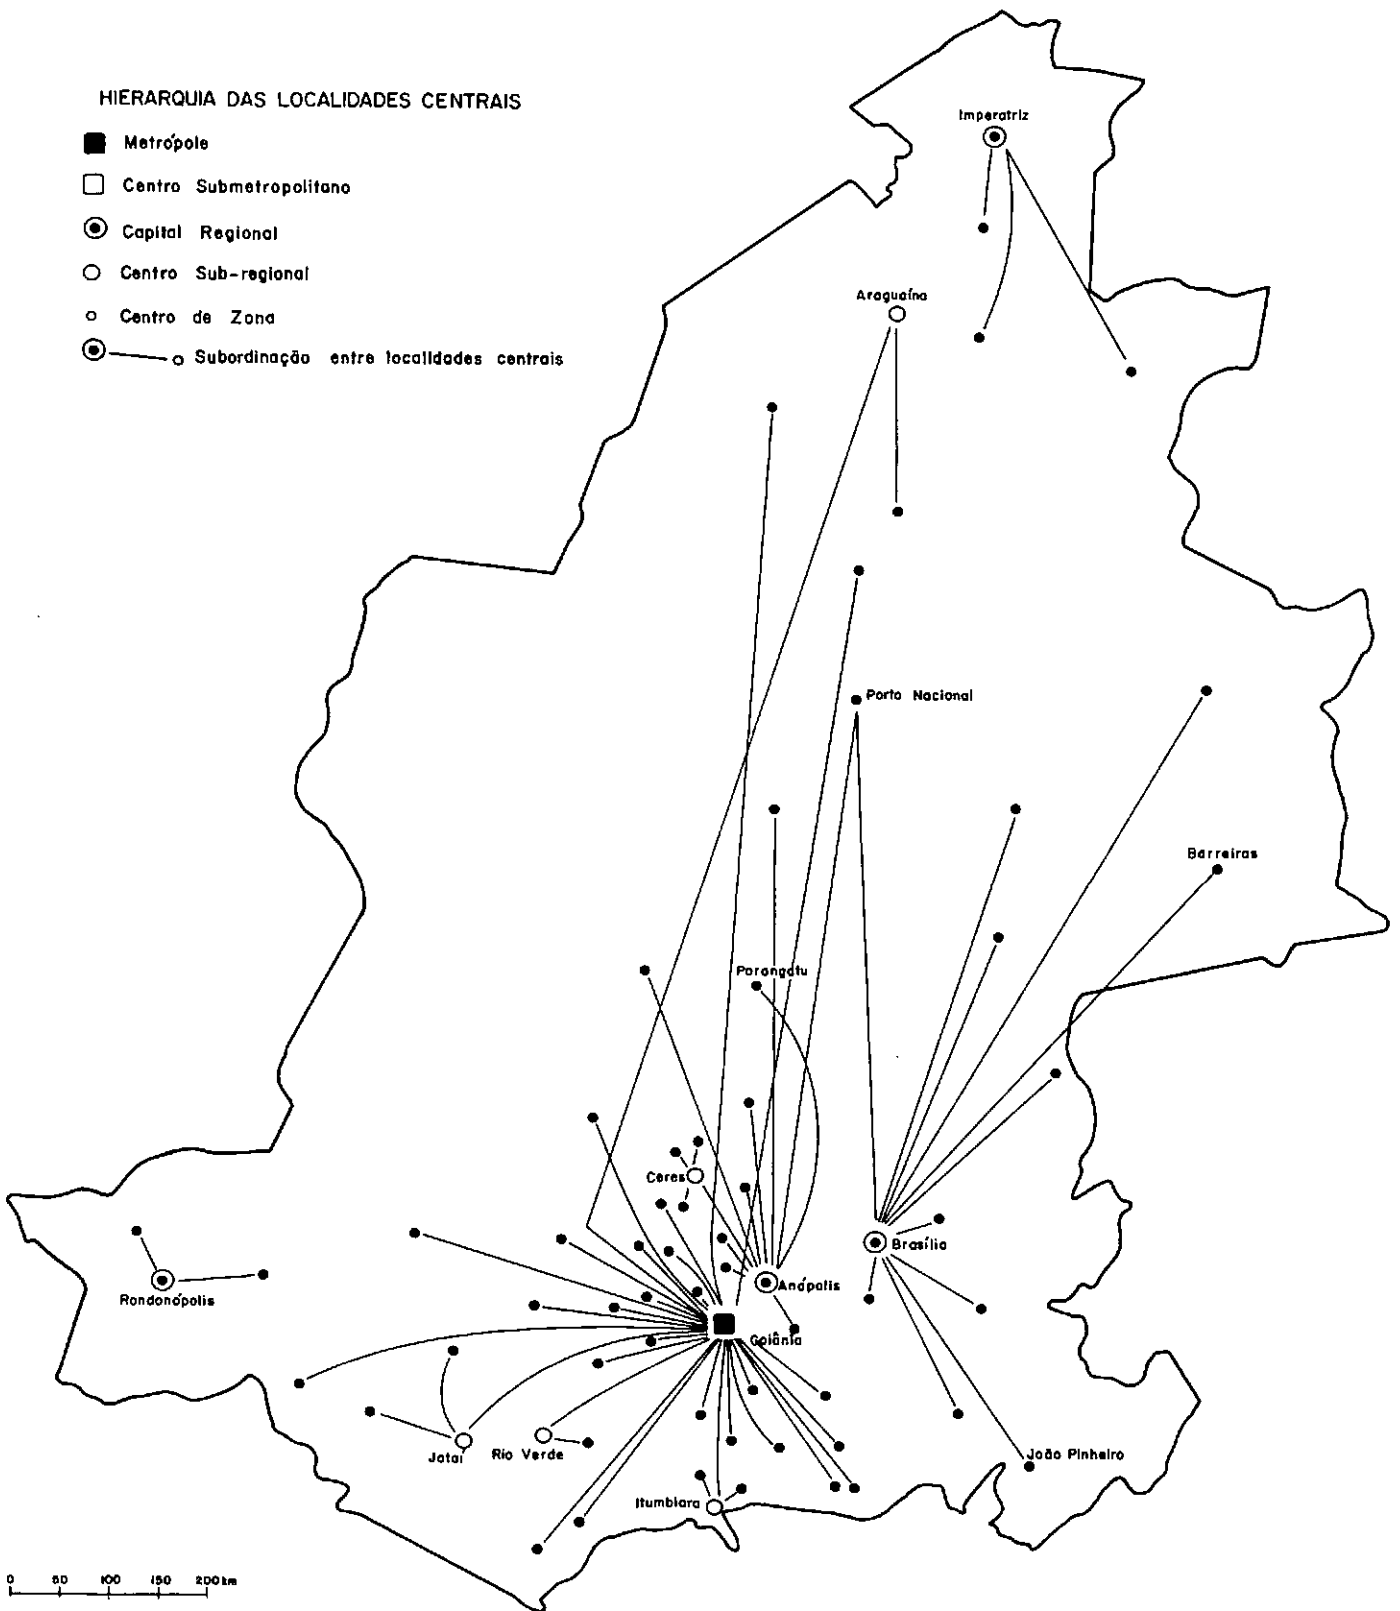 HIERARQUIA DAS LOCALIDADES CENTRAIS
Metrópole
Centro Submetropolitano
Capital Regional
Centro Sub-regional
Centro de Zona
Subordinação entre localidades centrais
Imperatriz
Araguaína
Porto Nacional
Barreiras
Porangatu
Ceres
Brasília
Rondonópolis
Anápolis
Goiânia
Jataí
Rio Verde
João Pinheiro
Itumbiara
0 50 100 150 200 km